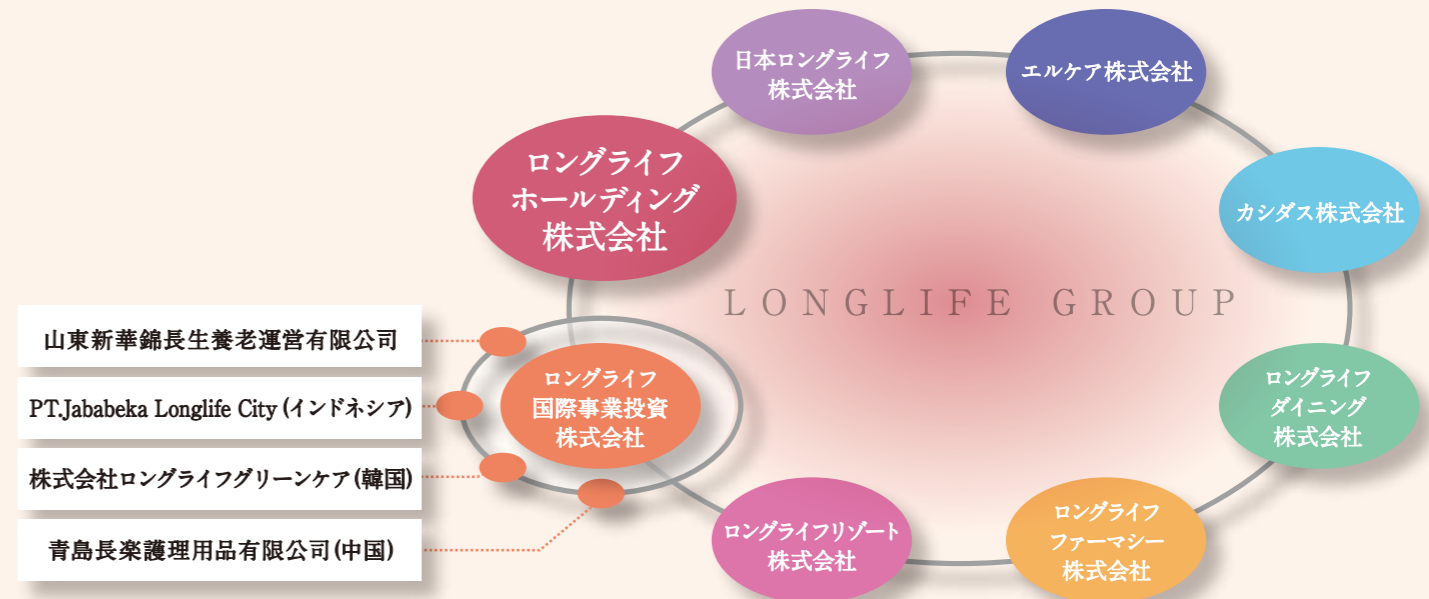 日本ロングライフ
株式会社
エルケア株式会社
ロングライフ
ホールディング
株式会社
カシダス株式会社
LONGLIFE GROUP
山東新華錦長生養老運営有限公司
PT.Jababeka Longlife City (インドネシア)
株式会社ロングライフグリーンケア(韓国)
青島長楽護理用品有限公司(中国)
ロングライフ
国際事業投資
株式会社
ロングライフ
ダイニング
株式会社
ロングライフリゾート
株式会社
ロングライフ
ファーマシー
株式会社